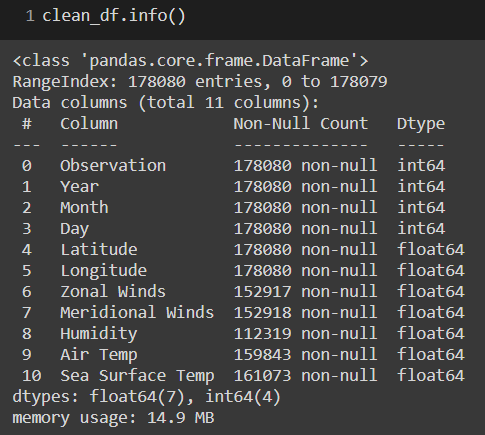 1 clean_df.info()
<class 'pandas.core.frame.DataFrame'>
RangeIndex: 178080 entries, 0 to 178079
Data columns (total 11 columns):
 #   Column             Non-Null Count   Dtype
---  ------             --------------   -----
 0   Observation        178080 non-null  int64
 1   Year               178080 non-null  int64
 2   Month              178080 non-null  int64
 3   Day                178080 non-null  int64
 4   Latitude           178080 non-null  float64
 5   Longitude          178080 non-null  float64
 6   Zonal Winds        152917 non-null  float64
 7   Meridional Winds   152918 non-null  float64
 8   Humidity           112319 non-null  float64
 9   Air Temp           159843 non-null  float64
 10  Sea Surface Temp   161073 non-null  float64
dtypes: float64(7), int64(4)
memory usage: 14.9 MB